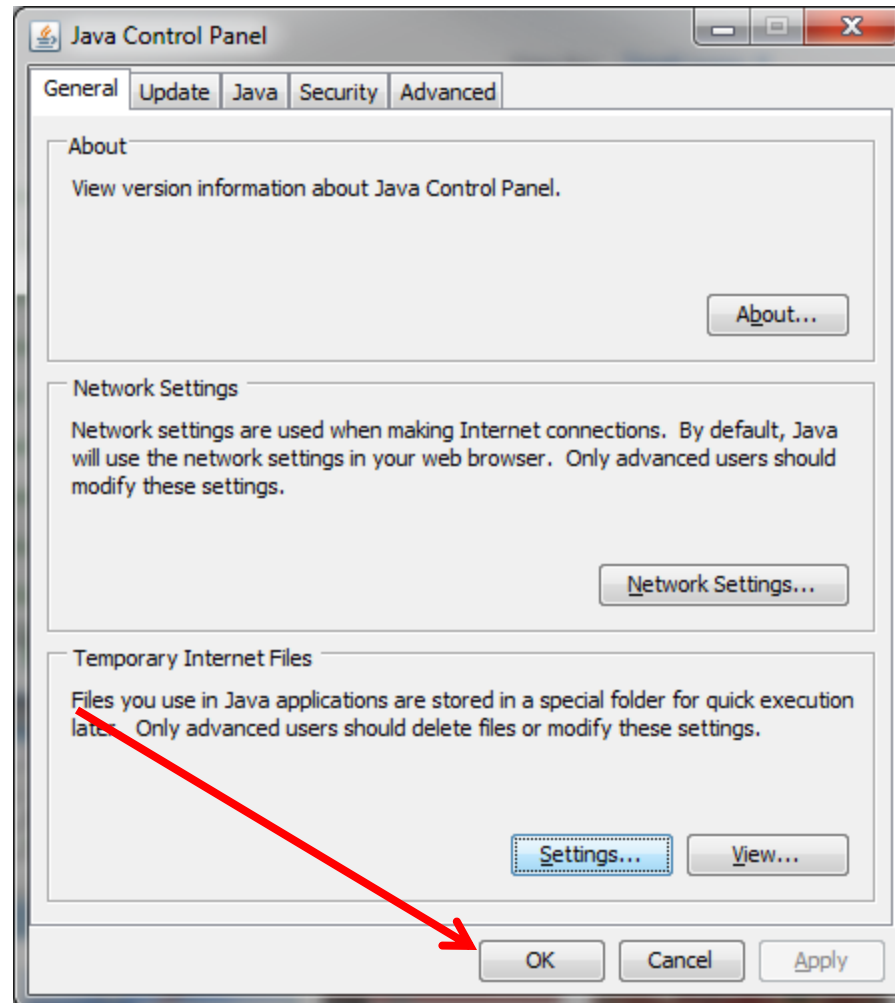 Java Control Panel
General Update Java Security Advanced
About
View version information about Java Control Panel.
About...
Network Settings
Network settings are used when making Internet connections.  By default, Java
will use the network settings in your web browser.  Only advanced users should
modify these settings.
Network Settings...
Temporary Internet Files
Files you use in Java applications are stored in a special folder for quick execution
later.  Only advanced users should delete files or modify these settings.
Settings... View...
OK Cancel Apply